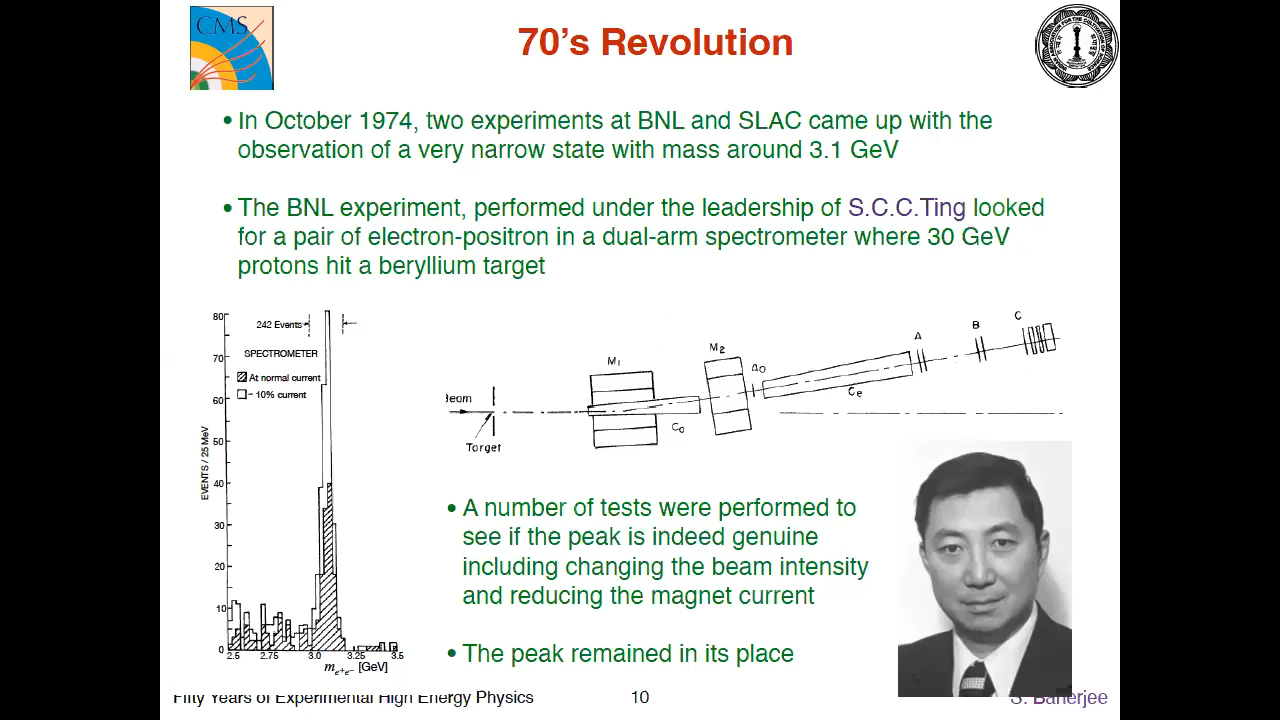 CMS
70’s Revolution
• In October 1974, two experiments at BNL and SLAC came up with the
observation of a very narrow state with mass around 3.1 GeV
• The BNL experiment, performed under the leadership of S.C.C.Ting looked
for a pair of electron-positron in a dual-arm spectrometer where 30 GeV
protons hit a beryllium target
80
70
60
50
40
30
20
10
0
EVENTS / 25 MeV
242 Events
SPECTROMETER
At normal current
- 10% current
2.5 2.75 3.0 3.25 3.5
m e+e- [GeV]
Beam
Target
M1
Co
M2
Ao
Ce
A
B
C
• A number of tests were performed to
see if the peak is indeed genuine
including changing the beam intensity
and reducing the magnet current
• The peak remained in its place
Fifty Years of Experimental High Energy Physics
10
S. Banerjee